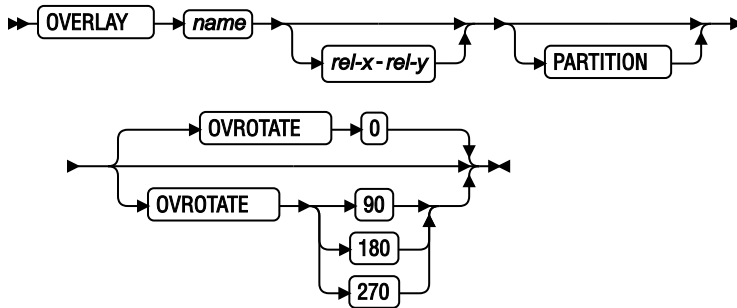 OVERLAY name
rel-x - rel-y PARTITION
OVROTATE 0
OVROTATE 90
180
270